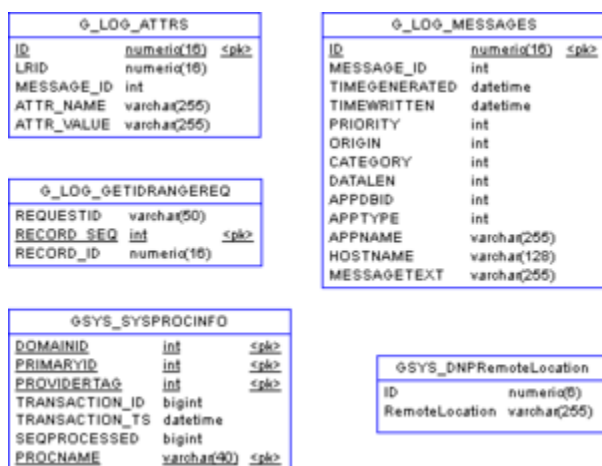 G_LOG_ATTRS
ID numeric(16) <pk>
LRID numeric(16)
MESSAGE_ID int
ATTR_NAME varchar(255)
ATTR_VALUE varchar(255)
G_LOG_MESSAGES
ID numeric(16) <pk>
MESSAGE_ID int
TIMEGENERATED datetime
TIMEWRITTEN datetime
PRIORITY int
ORIGIN int
CATEGORY int
DATALEN int
APPDBID int
APPTYPE int
APPNAME varchar(255)
HOSTNAME varchar(128)
MESSAGETEXT varchar(255)
G_LOG_GETIDRANGEREQ
REQUESTID varchar(50)
RECORD_SEQ int <pk>
RECORD_ID numeric(16)
GSYS_SYSPROCINFO
DOMAINID int <pk>
PRIMARYID int <pk>
PROVIDERTAG int <pk>
TRANSACTION_ID bigint
TRANSACTION_TS datetime
SEQPROCESSED bigint
PROCNAME varchar(40) <pk>
GSYS_DNPRemoteLocation
ID numeric(6)
RemoteLocation varchar(255)